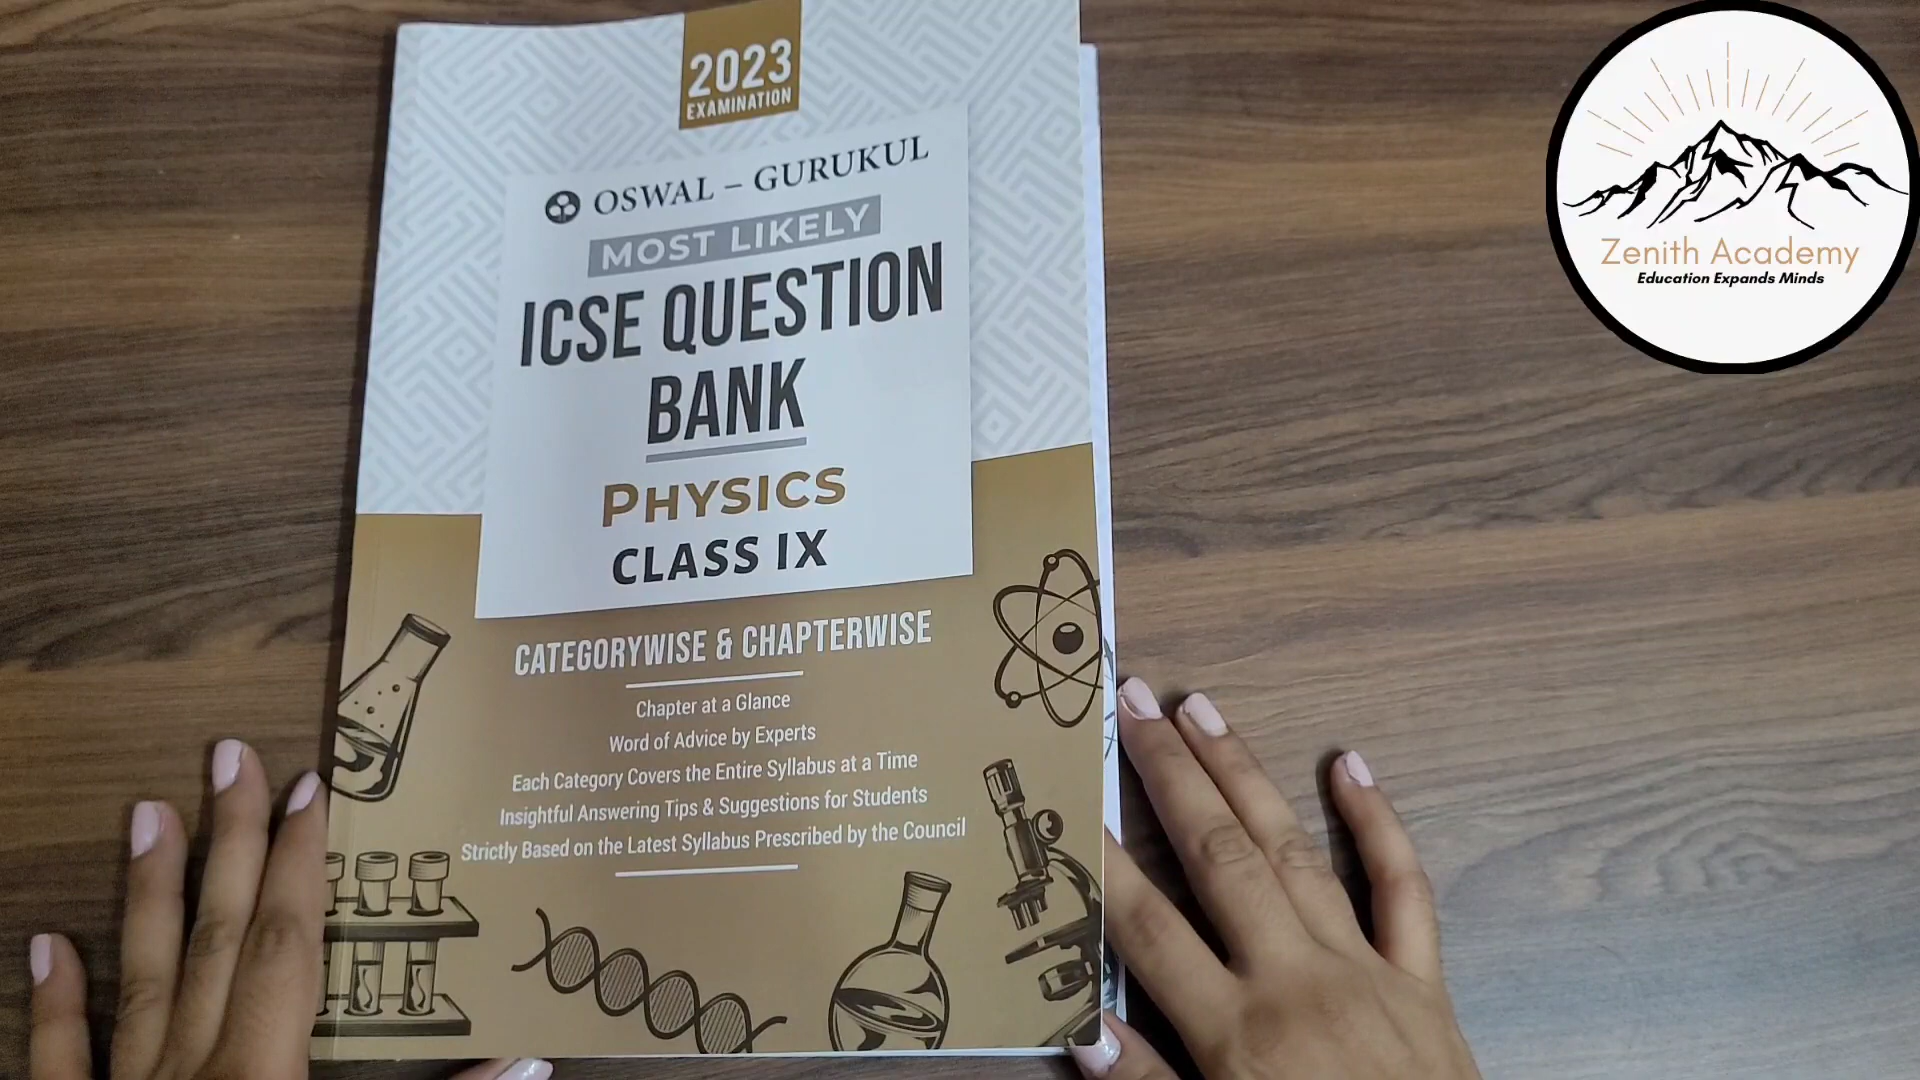 2023
EXAMINATION
OSWAL – GURUKUL
MOST LIKELY
ICSE QUESTION
BANK
PHYSICS
CLASS IX
CATEGORYWISE & CHAPTERWISE
Chapter at a Glance
Word of Advice by Experts
Each Category Covers the Entire Syllabus at a Time
Insightful Answering Tips & Suggestions for Students
Strictly Based on the Latest Syllabus Prescribed by the Council
Zenith Academy
Education Expands Minds